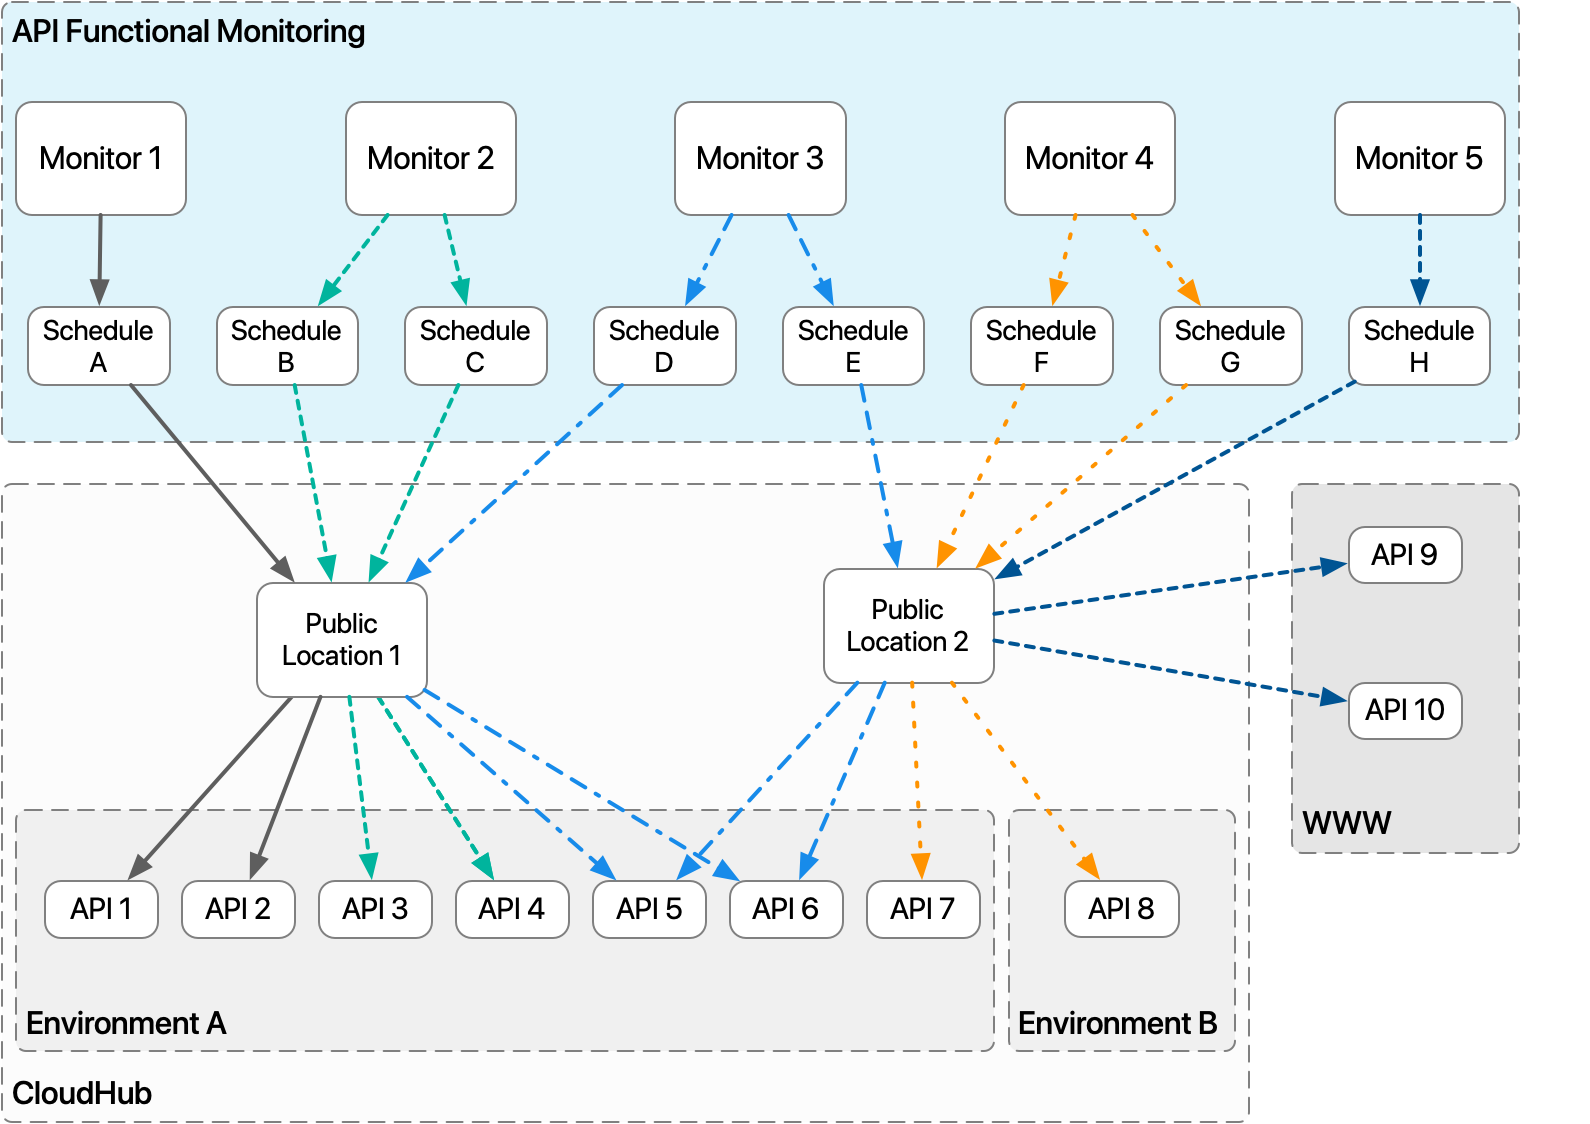 API Functional Monitoring
Monitor 1
Monitor 2
Monitor 3
Monitor 4
Monitor 5
Schedule
A
Schedule
B
Schedule
C
Schedule
D
Schedule
E
Schedule
F
Schedule
G
Schedule
H
Public
Location 1
Public
Location 2
API 9
API 10
WWW
API 1
API 2
API 3
API 4
API 5
API 6
API 7
API 8
Environment A
Environment B
CloudHub